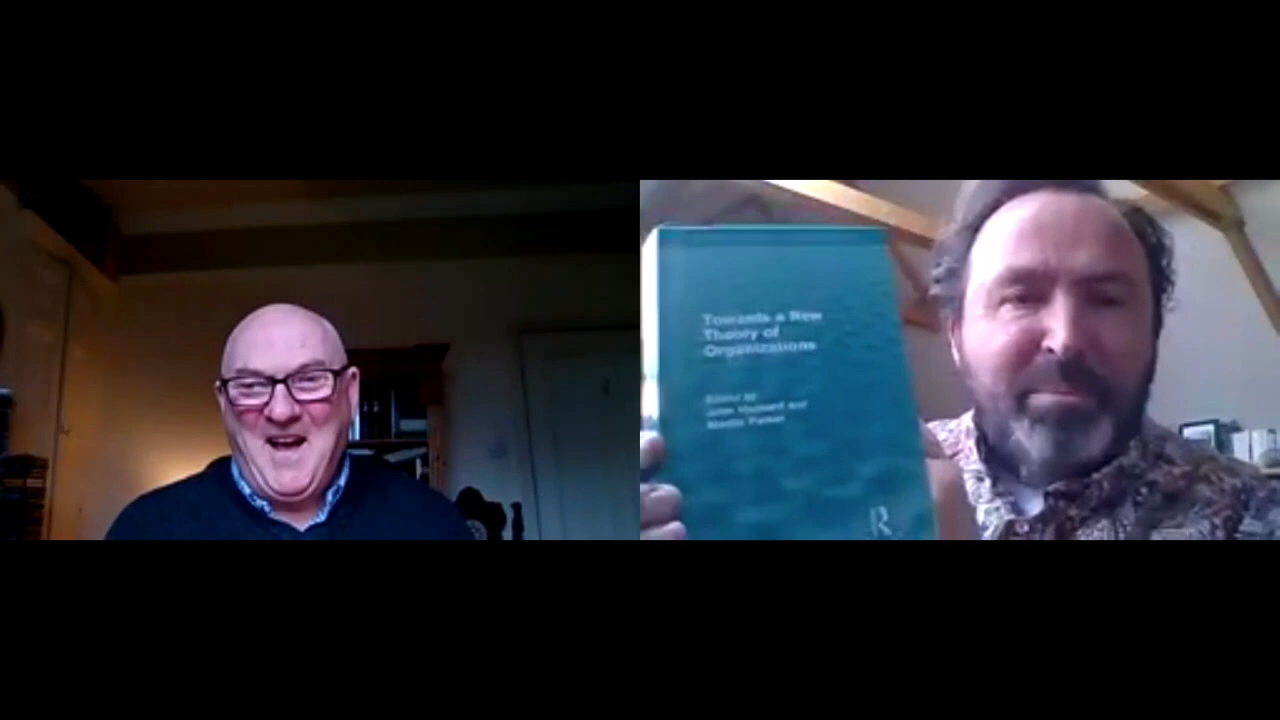 Towards a New
Theory of
Organizations
Edited by
John Hassard and
Martin Parker
R